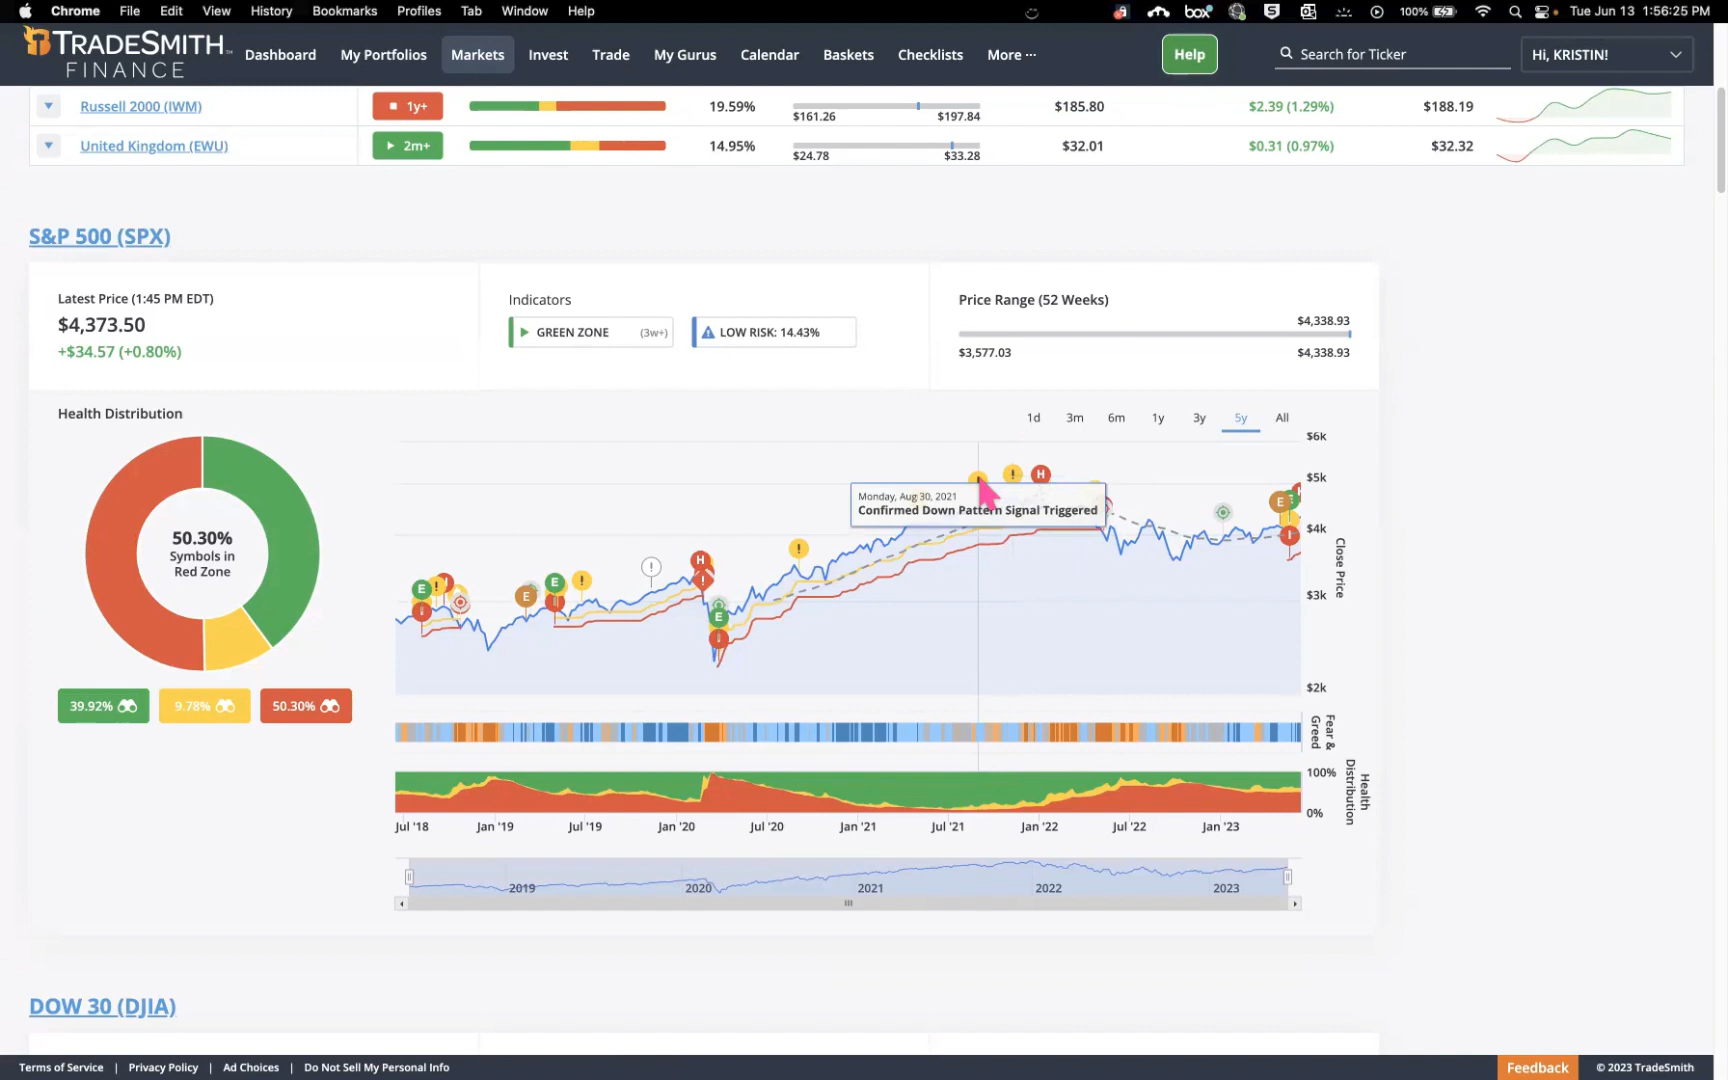 Chrome File Edit View History Bookmarks Profiles Tab Window Help box S 100% Tue Jun 13 1:56:25 PM
TRADESMITH FINANCE Dashboard My Portfolios Markets Invest Trade My Gurus Calendar Baskets Checklists More ··· Help Search for Ticker Hi, KRISTIN!
Russell 2000 (IWM) 1y+ 19.59% $161.26 $197.84 $185.80 $2.39 (1.29%) $188.19
United Kingdom (EWU) 2m+ 14.95% $24.78 $33.28 $32.01 $0.31 (0.97%) $32.32
S&P 500 (SPX)
Latest Price (1:45 PM EDT)
$4,373.50
+$34.57 (+0.80%)
Indicators
GREEN ZONE (3w+) LOW RISK: 14.43%
Price Range (52 Weeks)
$4,338.93
$3,577.03 $4,338.93
Health Distribution
50.30%
Symbols in
Red Zone
39.92% 9.78% 50.30%
1d 3m 6m 1y 3y 5y All
Monday, Aug 30, 2021
Confirmed Down Pattern Signal Triggered
E ! ! E E ! ! H ! E ! ! ! H E E !
$6k
$5k
$4k
$3k
$2k
Close Price
Fear &
Greed
100%
0%
Health
Distribution
Jul '18 Jan '19 Jul '19 Jan '20 Jul '20 Jan '21 Jul '21 Jan '22 Jul '22 Jan '23
2019 2020 2021 2022 2023
DOW 30 (DJIA)
Terms of Service | Privacy Policy | Ad Choices | Do Not Sell My Personal Info Feedback © 2023 TradeSmith